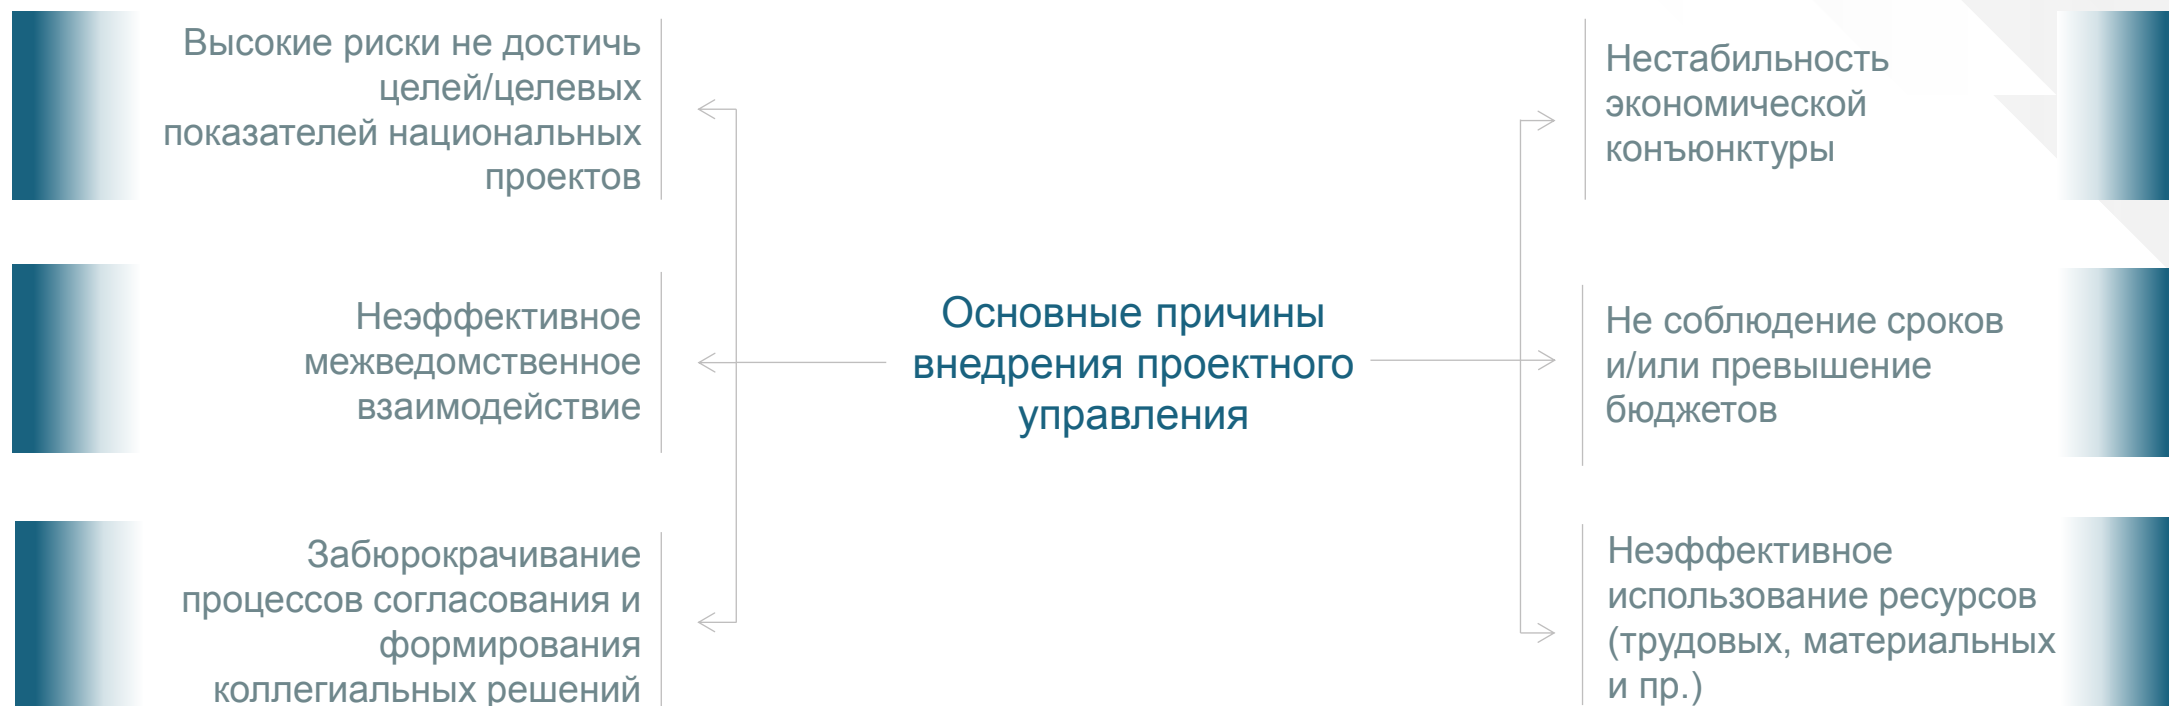 Высокие риски не достичь
целей/целевых
показателей национальных
проектов
Неэффективное
межведомственное
взаимодействие
Забюрокрачивание
процессов согласования и
формирования
коллегиальных решений
Основные причины
внедрения проектного
управления
Нестабильность
экономической
конъюнктуры
Не соблюдение сроков
и/или превышение
бюджетов
Неэффективное
использование ресурсов
(трудовых, материальных
и пр.)